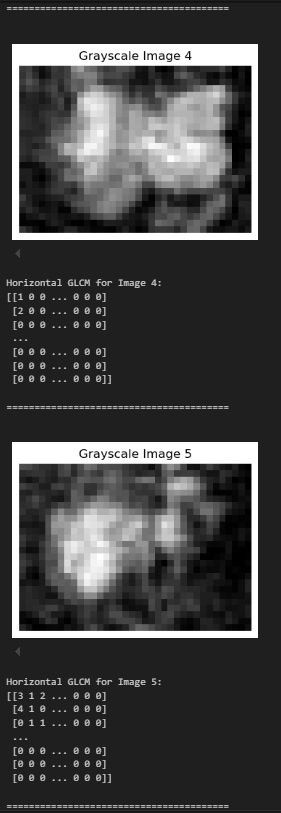 ========================================
Grayscale Image 4
Horizontal GLCM for Image 4:
[[1 0 0 ... 0 0 0]
 [2 0 0 ... 0 0 0]
 [0 0 0 ... 0 0 0]
 ...
 [0 0 0 ... 0 0 0]
 [0 0 0 ... 0 0 0]
 [0 0 0 ... 0 0 0]]
========================================
Grayscale Image 5
Horizontal GLCM for Image 5:
[[3 1 2 ... 0 0 0]
 [4 1 0 ... 0 0 0]
 [0 1 1 ... 0 0 0]
 ...
 [0 0 0 ... 0 0 0]
 [0 0 0 ... 0 0 0]
 [0 0 0 ... 0 0 0]]
========================================